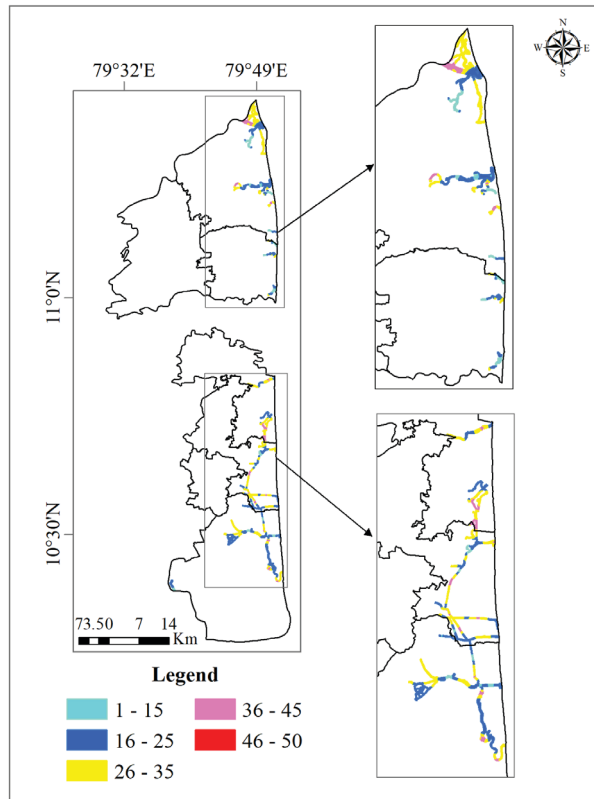 N
W E
S
79°32'E 79°49'E
11°0'N
10°30'N
73.50 7 14
Km
Legend
1 - 15
16 - 25
26 - 35
36 - 45
46 - 50